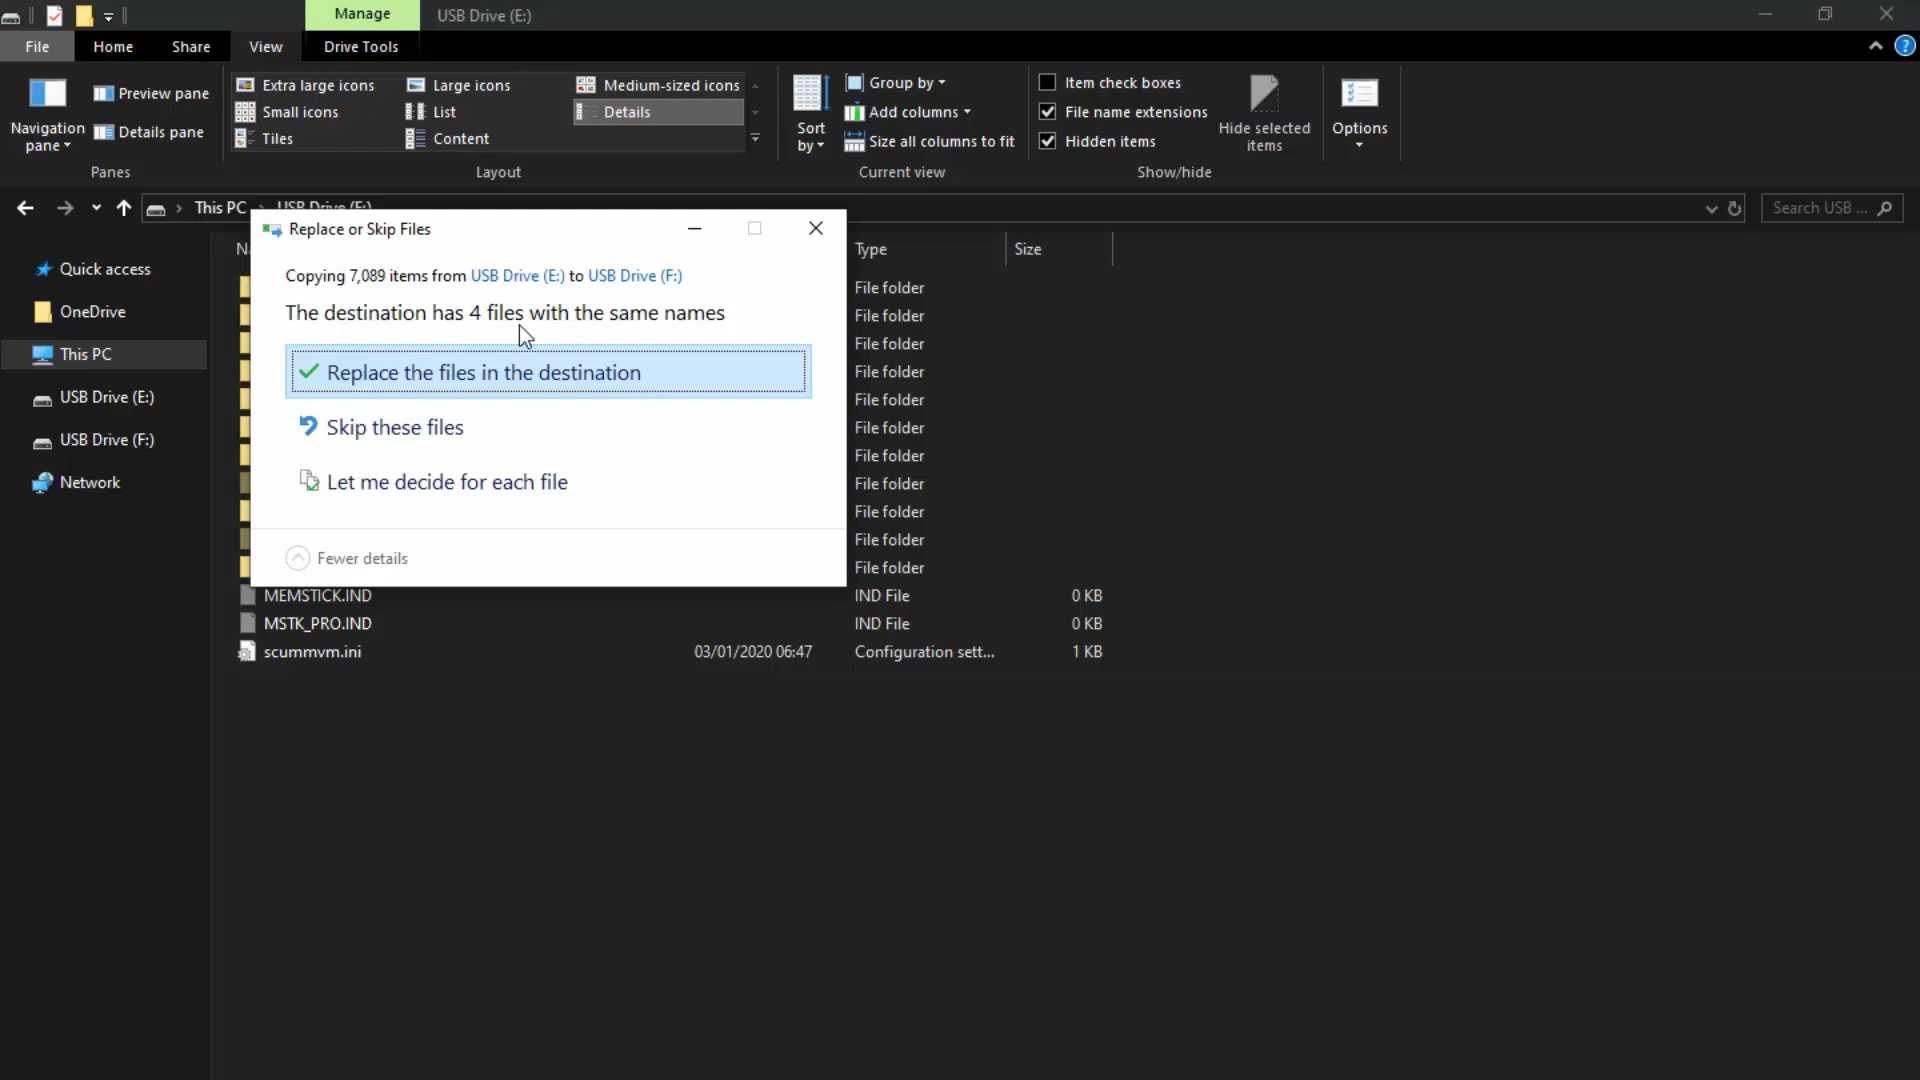 Manage
USB Drive (E:)
File
Home
Share
View
Drive Tools
Navigation pane
Preview pane
Details pane
Panes
Extra large icons
Large icons
Medium-sized icons
Small icons
List
Details
Tiles
Content
Layout
Sort by
Group by
Add columns
Size all columns to fit
Current view
Item check boxes
File name extensions
Hidden items
Hide selected items
Show/hide
Options
This PC
USB Drive (E:)
Search USB ...
Quick access
OneDrive
This PC
USB Drive (E:)
USB Drive (F:)
Network
Replace or Skip Files
Copying 7,089 items from USB Drive (E:) to USB Drive (F:)
The destination has 4 files with the same names
Replace the files in the destination
Skip these files
Let me decide for each file
Fewer details
Type
Size
File folder
File folder
File folder
File folder
File folder
File folder
File folder
File folder
File folder
File folder
File folder
MEMSTICK.IND IND File 0 KB
MSTK_PRO.IND IND File 0 KB
scummvm.ini 03/01/2020 06:47 Configuration sett... 1 KB